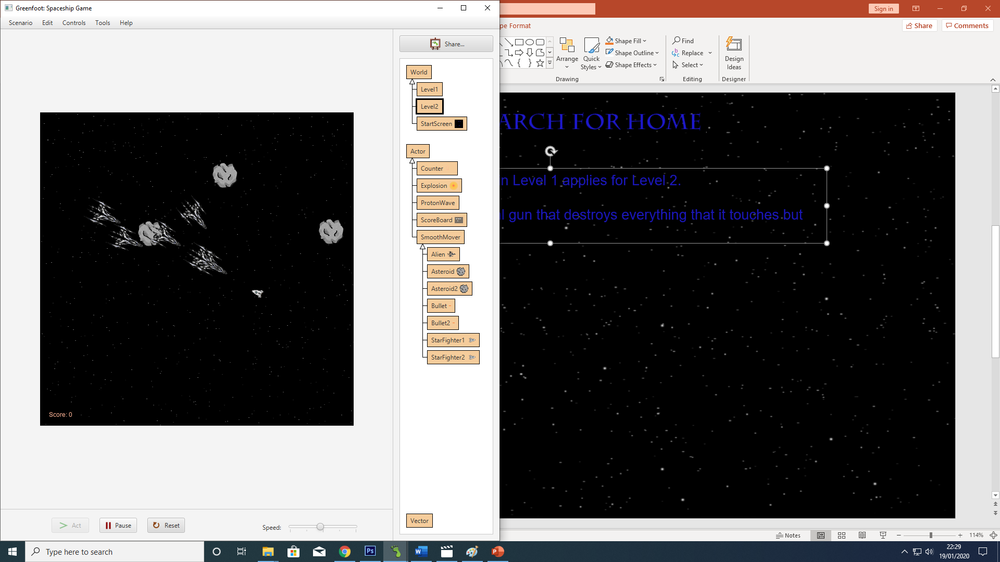 Greenfoot: Spaceship Game
Scenario Edit Controls Tools Help
Share...
World
Level1
Level2
StartScreen
Actor
Counter
Explosion
ProtonWave
ScoreBoard
SmoothMover
Alien
Asteroid
Asteroid2
Bullet
Bullet2
StarFighter1
StarFighter2
Vector
Score: 0
Act Pause Reset Speed:
Sign in
pe Format
Share Comments
Arrange
Quick Styles
Shape Fill
Shape Outline
Shape Effects
Drawing
Find
Replace
Select
Editing
Design Ideas
Designer
ARCH FOR HOME
n Level 1 applies for Level 2.
l gun that destroys everything that it touches but
Notes 114%
Type here to search
22:29
19/01/2020